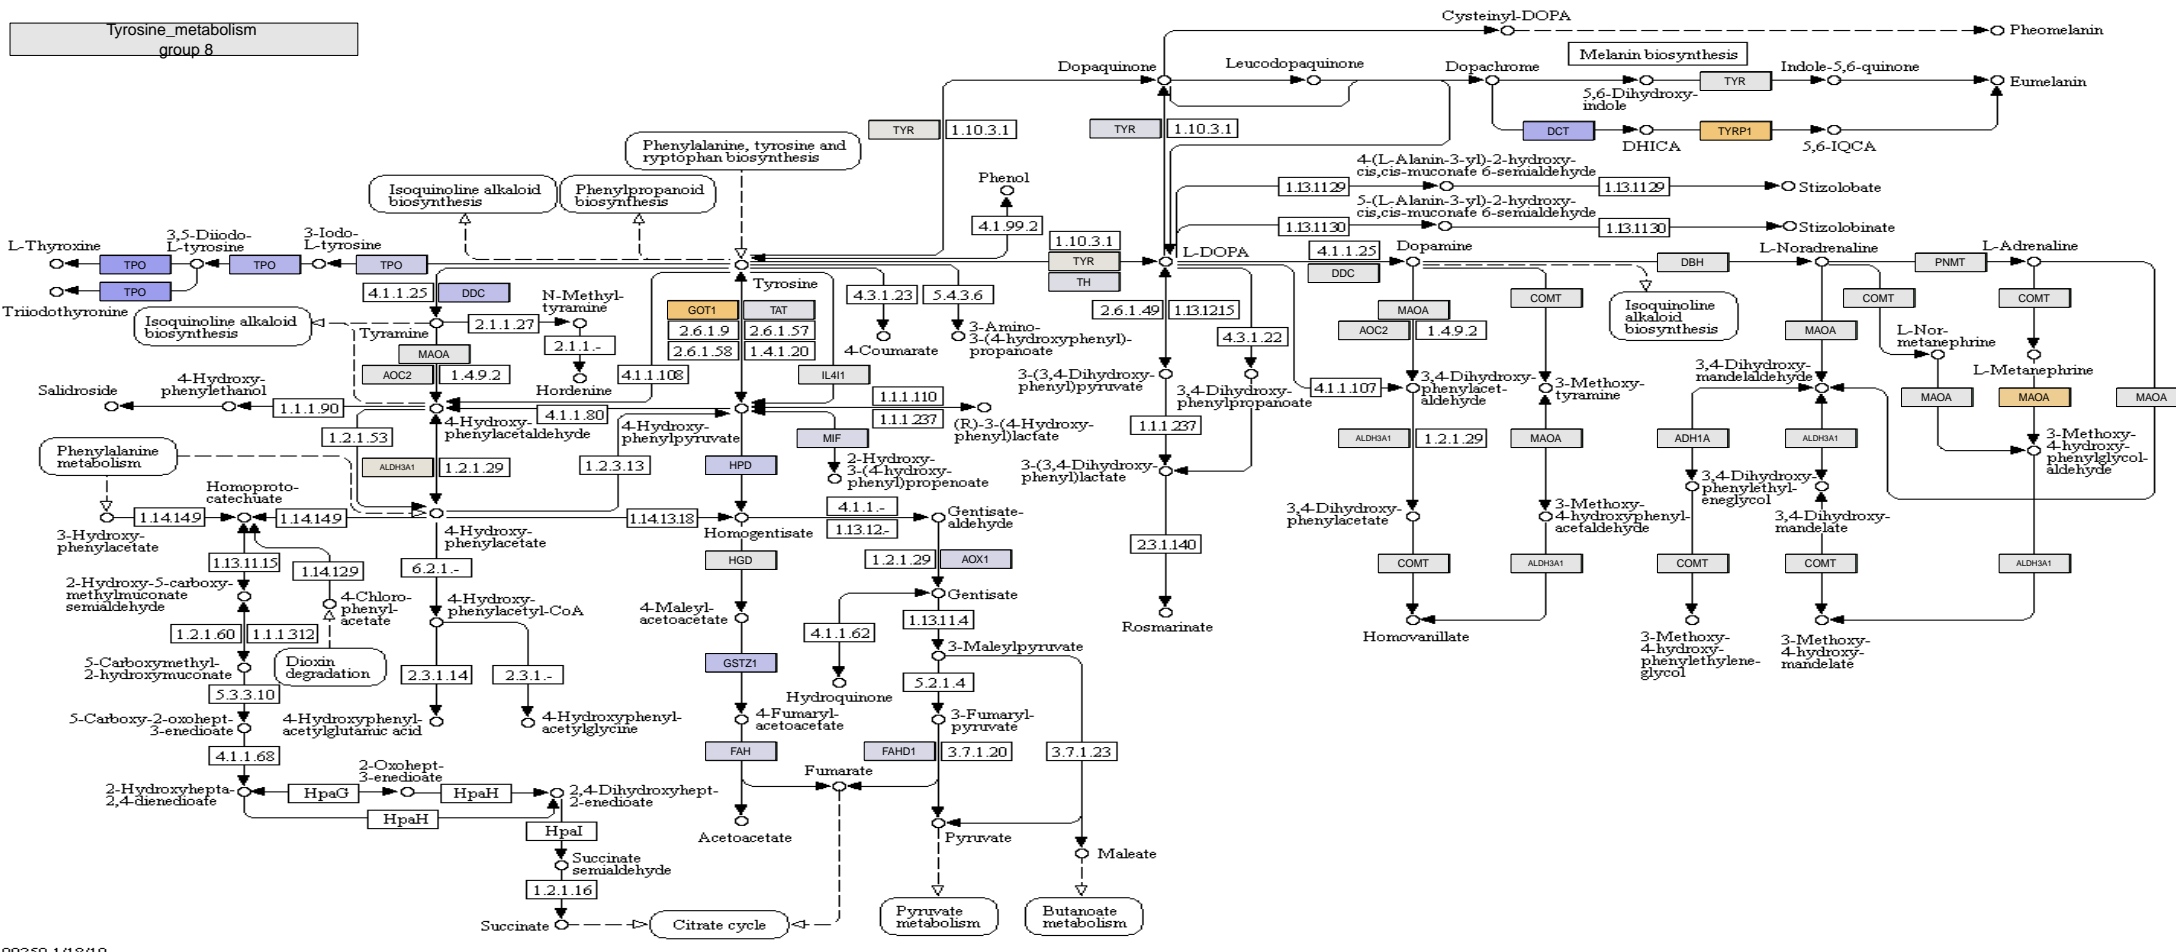 Tyrosine_metabolism
group 8
Cysteinyl-DOPA
Pheomelanin
Melanin biosynthesis
Dopaquinone
Leucodopaquinone
Dopachrome
TYR
Indole-5,6-quinone
Eumelanin
5,6-Dihydroxy-
indole
TYR
1.10.3.1
TYR
1.10.3.1
DCT
TYRP1
DHICA
5,6-IQCA
Phenylalanine, tyrosine and
ryptophan biosynthesis
Isoquinoline alkaloid
biosynthesis
Phenylpropanoid
biosynfhesis
Phenol
4.1.99.2
4-(L-Alanin-3-yl)-2-hydroxy-
cis,cis-muconafe 6-semialdehyde
1.13.1129
1.13.1129
Stizolobate
5-(L-Alanin-3-yl)-2-hydroxy-
cis,cis-muconafe 6-semialdehyde
1.13.1130
1.13.1130
Stizolobinate
L-Thyroxine
3,5-Diiodo-
L-tyrosine
3-Iodo-
L-tyrosine
TPO
TPO
TPO
TPO
Triiodothyronine
Tyrosine
1.10.3.1
TYR
TH
L-DOPA
4.1.1.25
DDC
Dopamine
DBH
L-Noradrenaline
PNMT
L-Adrenaline
4.1.1.25
DDC
N-Methyl-
tyramine
Isoquinoline alkaloid
biosynthesis
Tyramine
2.1.1.27
2.1.1.-
Hordenine
GOT1
TAT
2.6.1.9
2.6.1.57
2.6.1.58
1.4.1.20
4.3.1.23
5.4.3.6
4-Coumarate
3-Amino-
3-(4-hydroxyphenyl)-
propanoate
2.6.1.49
1.13.1215
4.3.1.22
MAOA
AOC2
1.4.9.2
COMT
Isoquinoline
alkaloid
biosynthesis
MAOA
COMT
COMT
L-Nor-
metanephrine
L-Metanephrine
MAOA
AOC2
1.4.9.2
4.1.1.108
IL4I1
3-(3,4-Dihydroxy-
phenyl)pyruvate
3,4-Dihydroxy-
phenylpropanoate
4.1.1.107
3,4-Dihydroxy-
phenylacet-
aldehyde
3-Methoxy-
tyramine
3,4-Dihydroxy-
mandelaldehyde
MAOA
MAOA
MAOA
Salidroside
4-Hydroxy-
phenylethanol
1.1.1.90
4.1.1.80
1.1.1.110
1.1.1.237
(R)-3-(4-Hydroxy-
phenyl)lactate
4-Hydroxy-
phenylacetaldehyde
4-Hydroxy-
phenylpyruvate
1.2.1.53
MIF
2-Hydroxy-
3-(4-hydroxy-
phenyl)propenoate
1.1.1.237
ALDH3A1
1.2.1.29
MAOA
ADH1A
ALDH3A1
3-Methoxy-
4-hydroxy-
phenylglycol-
aldehyde
Phenylalanine
metabolism
ALDH3A1
1.2.1.29
1.2.3.13
HPD
3-(3,4-Dihydroxy-
phenyl)lactate
3,4-Dihydroxy-
phenylethyl-
eneglycol
3,4-Dihydroxy-
mandelate
Homoproto-
catechuate
1.14.14.9
1.14.14.9
3-Hydroxy-
phenylacetate
4-Hydroxy-
phenylacetate
1.14.13.18
Homogentisate
4.1.1.-
1.13.12.-
Gentisate-
aldehyde
3,4-Dihydroxy-
phenylacetate
3-Methoxy-
4-hydroxyphenyl-
acetaldehyde
1.13.11.15
1.14.129
6.2.1.-
HGD
1.2.1.29
AOX1
2.3.1.140
COMT
ALDH3A1
COMT
COMT
ALDH3A1
2-Hydroxy-5-carboxy-
methylmuconate
semialdehyde
4-Chloro-
phenyl-
acetate
4-Hydroxy-
phenylacetyl-CoA
4-Maleyl-
acetoacetate
Gentisate
4.1.1.62
1.13.11.4
Rosmarinate
Homovanillate
3-Methoxy-
4-hydroxy-
phenylethylene-
glycol
3-Methoxy-
4-hydroxy-
mandelate
1.2.1.60
1.1.1.312
Dioxin
degradation
5-Carboxymethyl-
2-hydroxymuconate
2.3.1.14
2.3.1.-
GSTZ1
3-Maleylpyruvate
Hydroquinone
5.2.1.4
5.3.3.10
5-Carboxy-2-oxohept-
3-enedioate
4-Hydroxyphenyl-
acetylglutamic acid
4-Hydroxyphenyl-
acetylglycine
4-Fumaryl-
acetoacefate
3-Fumaryl-
pyruvate
4.1.1.68
FAH
FAHD1
3.7.1.20
3.7.1.23
2-Oxohept-
3-enedioate
Fumarate
2-Hydroxyhepta-
2,4-dienedioafe
HpaG
HpaH
2,4-Dihydroxyhept-
2-enedioate
HpaH
HpaI
Acetoacetate
Pyruvate
Maleate
Succinate
semialdehyde
1.2.1.16
Succinate
Citrate cycle
Pyruvate
metabolism
Butanoate
metabolism